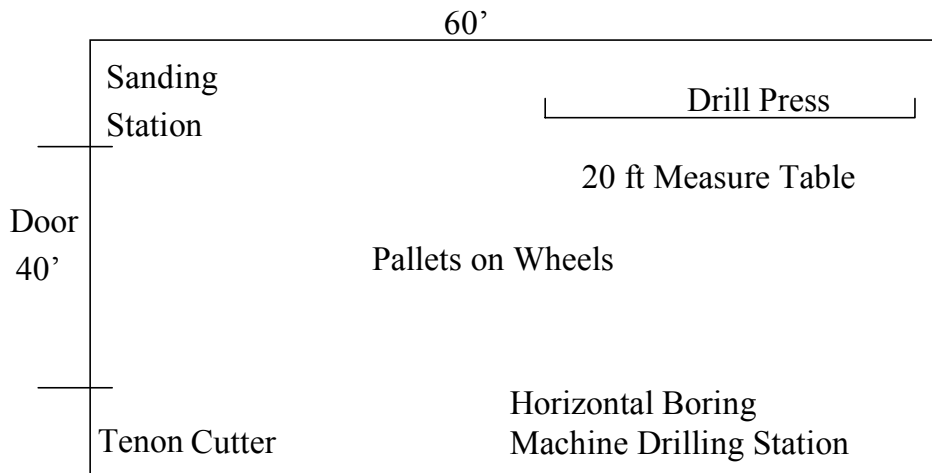 60’
Sanding
Station
Drill Press
20 ft Measure Table
Door
40’
Pallets on Wheels
Horizontal Boring
Machine Drilling Station
Tenon Cutter